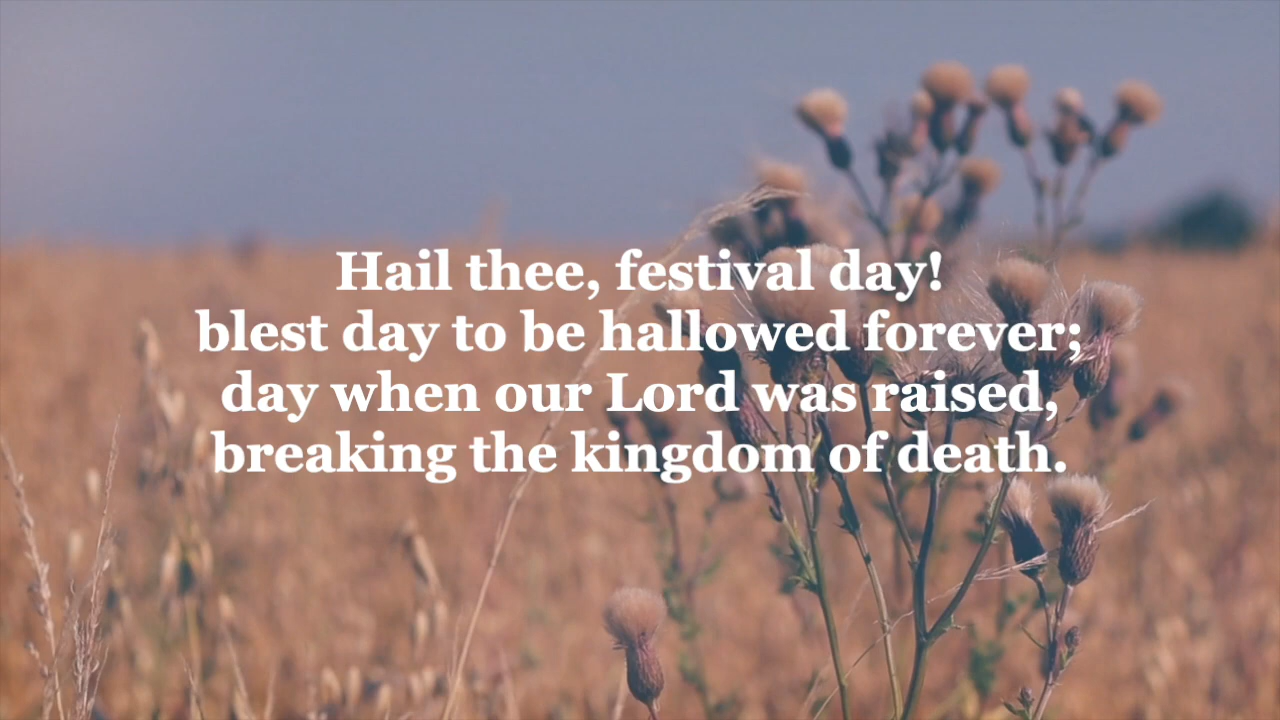 Hail thee, festival day!
blest day to be hallowed forever;
day when our Lord was raised,
breaking the kingdom of death.